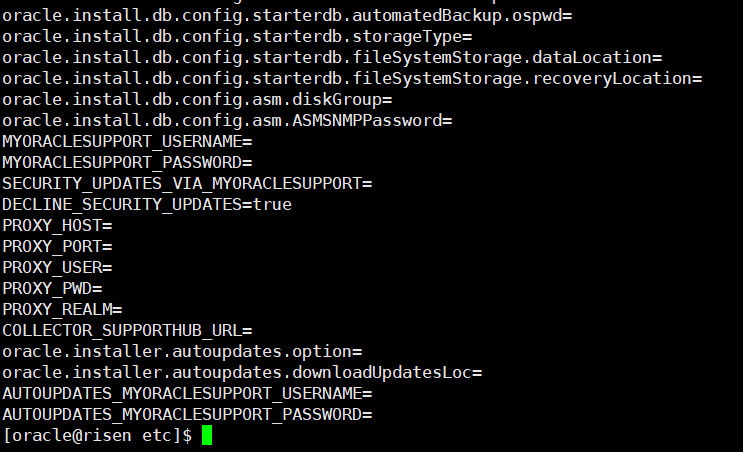 oracle.install.db.config.starterdb.automatedBackup.ospwd=
oracle.install.db.config.starterdb.storageType=
oracle.install.db.config.starterdb.fileSystemStorage.dataLocation=
oracle.install.db.config.starterdb.fileSystemStorage.recoveryLocation=
oracle.install.db.config.asm.diskGroup=
oracle.install.db.config.asm.ASMSNMPPassword=
MYORACLESUPPORT_USERNAME=
MYORACLESUPPORT_PASSWORD=
SECURITY_UPDATES_VIA_MYORACLESUPPORT=
DECLINE_SECURITY_UPDATES=true
PROXY_HOST=
PROXY_PORT=
PROXY_USER=
PROXY_PWD=
PROXY_REALM=
COLLECTOR_SUPPORTHUB_URL=
oracle.installer.autoupdates.option=
oracle.installer.autoupdates.downloadUpdatesLoc=
AUTOUPDATES_MYORACLESUPPORT_USERNAME=
AUTOUPDATES_MYORACLESUPPORT_PASSWORD=
[oracle@risen etc]$